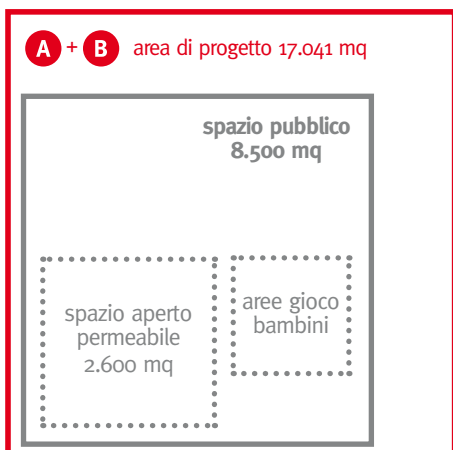 A + B area di progetto 17.041 mq
spazio pubblico
8.500 mq
spazio aperto
permeabile
2.600 mq
aree gioco
bambini